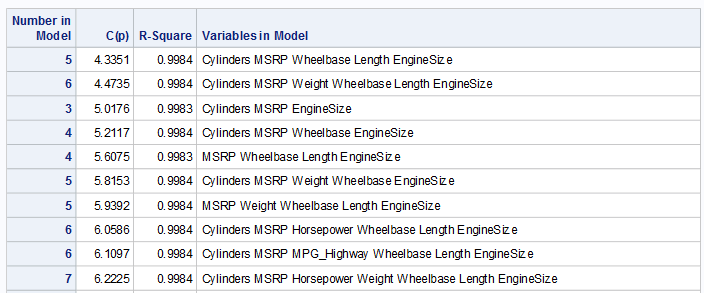 Number in Model C(p) R-Square Variables in Model
5 4.3351 0.9984 Cylinders MSRP Wheelbase Length EngineSize
6 4.4735 0.9984 Cylinders MSRP Weight Wheelbase Length EngineSize
3 5.0176 0.9983 Cylinders MSRP EngineSize
4 5.2117 0.9984 Cylinders MSRP Wheelbase EngineSize
4 5.6075 0.9983 MSRP Wheelbase Length EngineSize
5 5.8153 0.9984 Cylinders MSRP Weight Wheelbase EngineSize
5 5.9392 0.9984 MSRP Weight Wheelbase Length EngineSize
6 6.0586 0.9984 Cylinders MSRP Horsepower Wheelbase Length EngineSize
6 6.1097 0.9984 Cylinders MSRP MPG_Highway Wheelbase Length EngineSize
7 6.2225 0.9984 Cylinders MSRP Horsepower Weight Wheelbase Length EngineSize